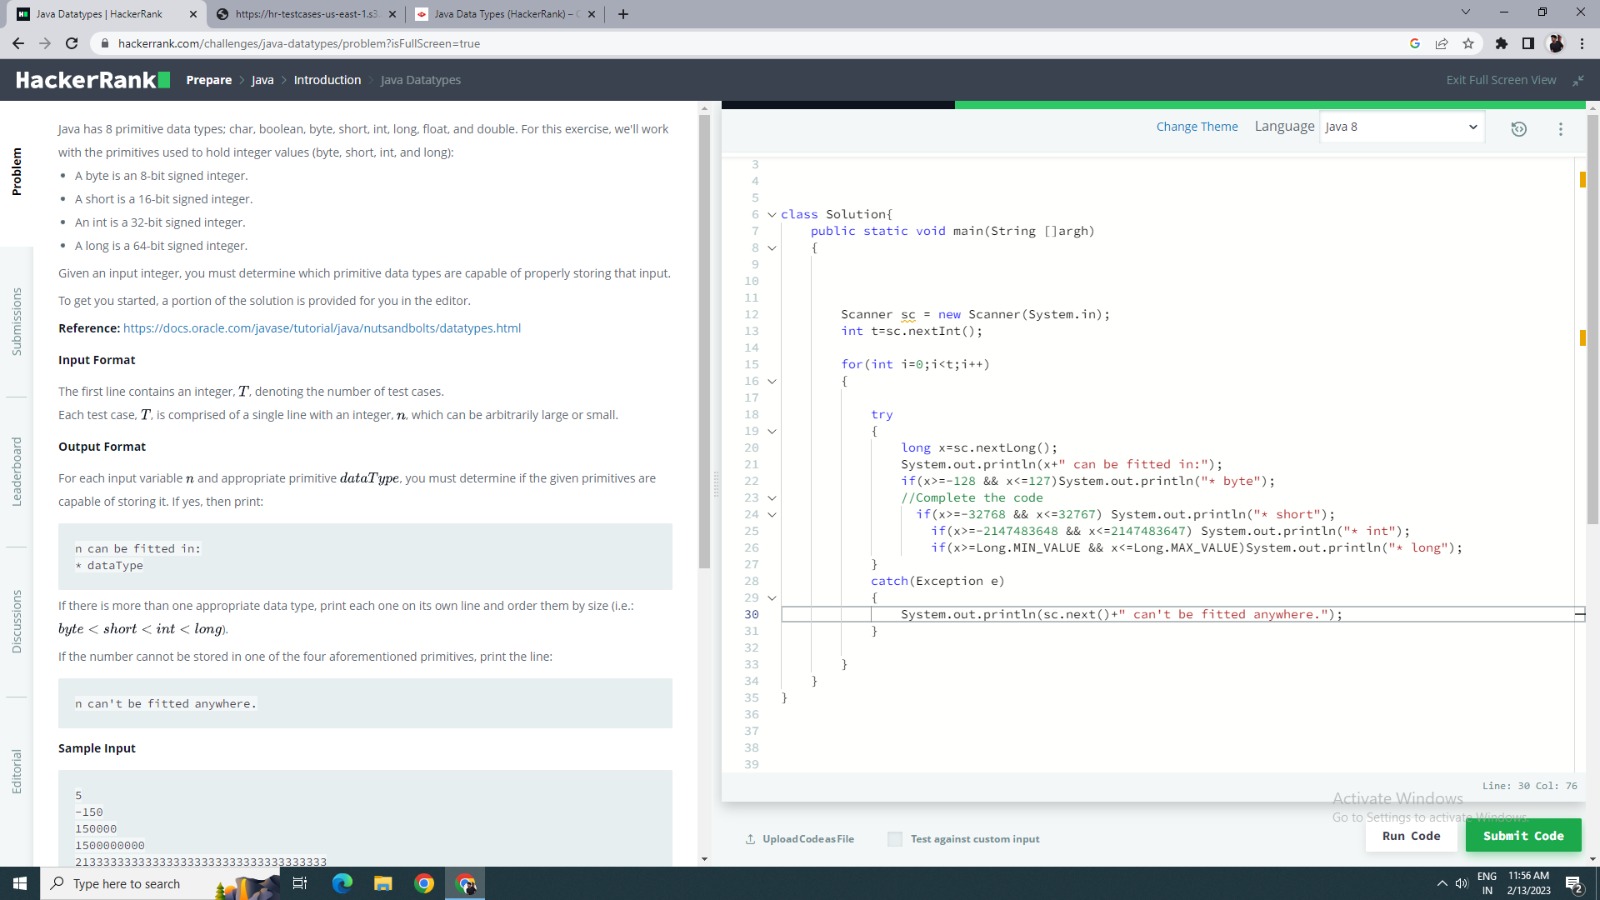 Java Datatypes | HackerRank
https://hr-testcases-us-east-1.s3.
Java Data Types (HackerRank) –
hackerrank.com/challenges/java-datatypes/problem?isFullScreen=true
HackerRank
Prepare > Java > Introduction > Java Datatypes
Exit Full Screen View
Problem
Submissions
Leaderboard
Discussions
Editorial
Java has 8 primitive data types; char, boolean, byte, short, int, long, float, and double. For this exercise, we'll work
with the primitives used to hold integer values (byte, short, int, and long):
• A byte is an 8-bit signed integer.
• A short is a 16-bit signed integer.
• An int is a 32-bit signed integer.
• A long is a 64-bit signed integer.
Given an input integer, you must determine which primitive data types are capable of properly storing that input.
To get you started, a portion of the solution is provided for you in the editor.
Reference: https://docs.oracle.com/javase/tutorial/java/nutsandbolts/datatypes.html
Input Format
The first line contains an integer, T, denoting the number of test cases.
Each test case, T, is comprised of a single line with an integer, n, which can be arbitrarily large or small.
Output Format
For each input variable n and appropriate primitive dataType, you must determine if the given primitives are
capable of storing it. If yes, then print:
n can be fitted in:
* dataType
If there is more than one appropriate data type, print each one on its own line and order them by size (i.e.:
byte < short < int < long).
If the number cannot be stored in one of the four aforementioned primitives, print the line:
n can't be fitted anywhere.
Sample Input
5
-150
150000
1500000000
Change Theme
Language
Java 8
3
4
5
6 class Solution{
7 public static void main(String []argh)
8 {
9
10
11
12 Scanner sc = new Scanner(System.in);
13 int t=sc.nextInt();
14
15 for(int i=0;i<t;i++)
16 {
17
18 try
19 {
20 long x=sc.nextLong();
21 System.out.println(x+" can be fitted in:");
22 if(x>=-128 && x<=127)System.out.println("* byte");
23 //Complete the code
24 if(x>=-32768 && x<=32767) System.out.println("* short");
25 if(x>=-2147483648 && x<=2147483647) System.out.println("* int");
26 if(x>=Long.MIN_VALUE && x<=Long.MAX_VALUE)System.out.println("* long");
27 }
28 catch(Exception e)
29 {
30 System.out.println(sc.next()+" can't be fitted anywhere.");
31 }
32
33 }
34 }
35 }
36
37
38
39
Line: 30 Col: 76
Activate Windows
Go to Settings to activate Windows.
Upload Code as File
Test against custom input
Run Code
Submit Code
Type here to search
ENG
IN
11:56 AM
2/13/2023
2